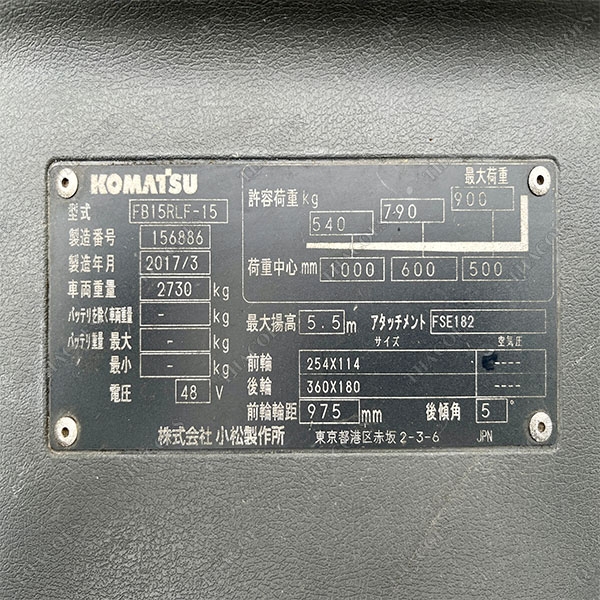 KOMATSU
型式 FB15RLF-15
製造番号 156886
製造年月 2017/3
車両重量 2730 kg
バッテリを除く車両重量 - kg
バッテリ重量 最大 - kg
最小 - kg
電圧 48 V
許容荷重 kg 540 790 最大荷重 900
荷重中心 mm 1000 600 500
最大揚高 5.5 m アタッチメント FSE182
サイズ 空気圧
前輪 254X114 ----
後輪 360X180 ----
前輪輪距 975 mm 後傾角 5°
株式会社 小松製作所 東京都港区赤坂2-3-6 JPN